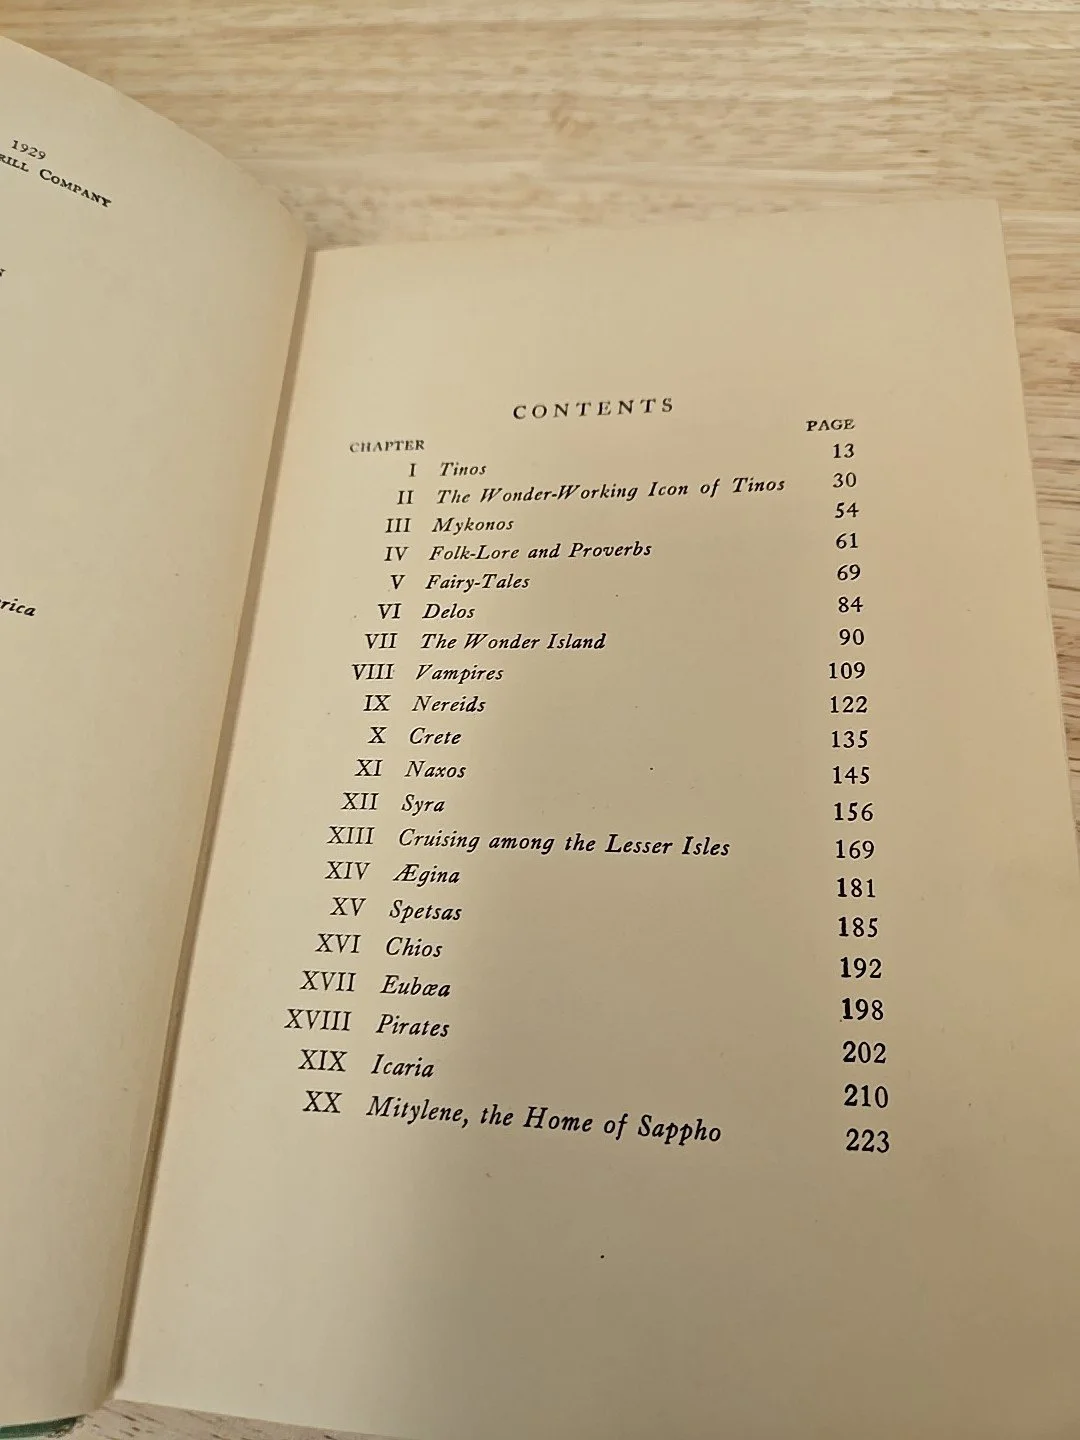 1929
RILL COMPANY
rica
CONTENTS
CHAPTER PAGE
I Tinos 13
II The Wonder-Working Icon of Tinos 30
III Mykonos 54
IV Folk-Lore and Proverbs 61
V Fairy-Tales 69
VI Delos 84
VII The Wonder Island 90
VIII Vampires 109
IX Nereids 122
X Crete 135
XI Naxos 145
XII Syra 156
XIII Cruising among the Lesser Isles 169
XIV Ægina 181
XV Spetsas 185
XVI Chios 192
XVII Eubœa 198
XVIII Pirates 202
XIX Icaria 210
XX Mitylene, the Home of Sappho 223